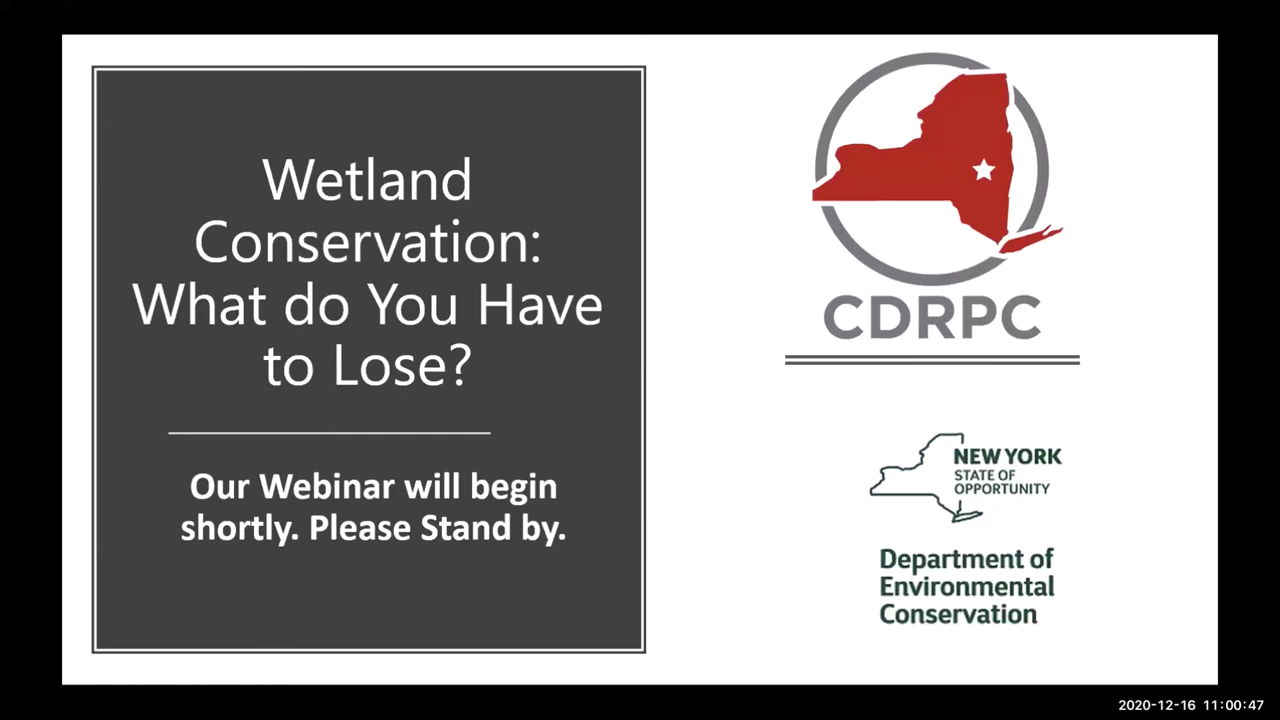 Wetland
Conservation:
What do You Have
to Lose?
Our Webinar will begin
shortly. Please Stand by.
CDRPC
NEW YORK
STATE OF
OPPORTUNITY
Department of
Environmental
Conservation
2020-12-16 11:00:47